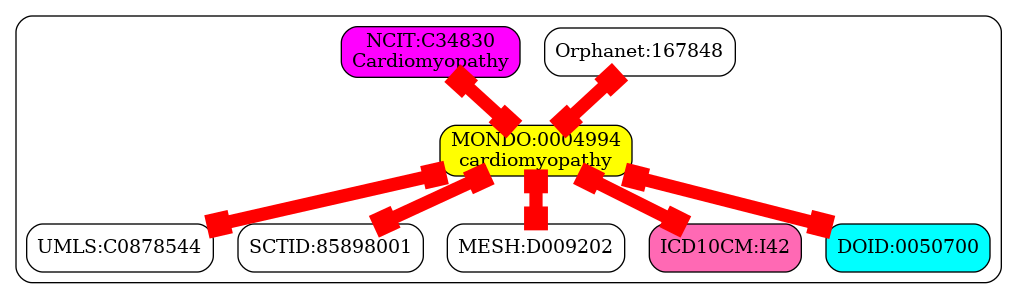 NCIT:C34830
Cardiomyopathy
Orphanet:167848
MONDO:0004994
cardiomyopathy
UMLS:C0878544
SCTID:85898001
MESH:D009202
ICD10CM:I42
DOID:0050700